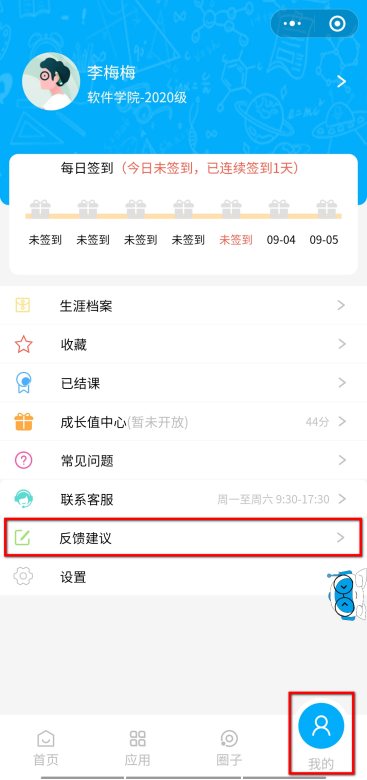 李梅梅
软件学院-2020级
每日签到（今日未签到，已连续签到1天）
未签到 未签到 未签到 未签到 未签到 09-04 09-05
生涯档案
收藏
已结课
成长值中心(暂未开放) 44分
常见问题
联系客服 周一至周六 9:30-17:30
反馈建议
设置
首页 应用 圈子 我的